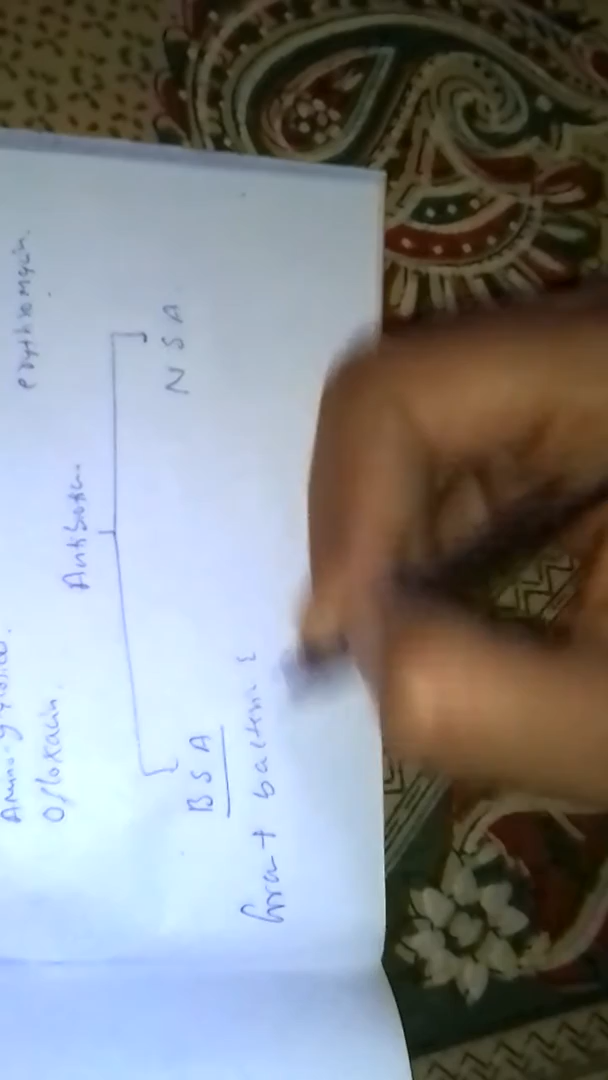 erythromycin.
Ofloxacin.
Antibiotic
BSA NSA
Gram + bacteria &